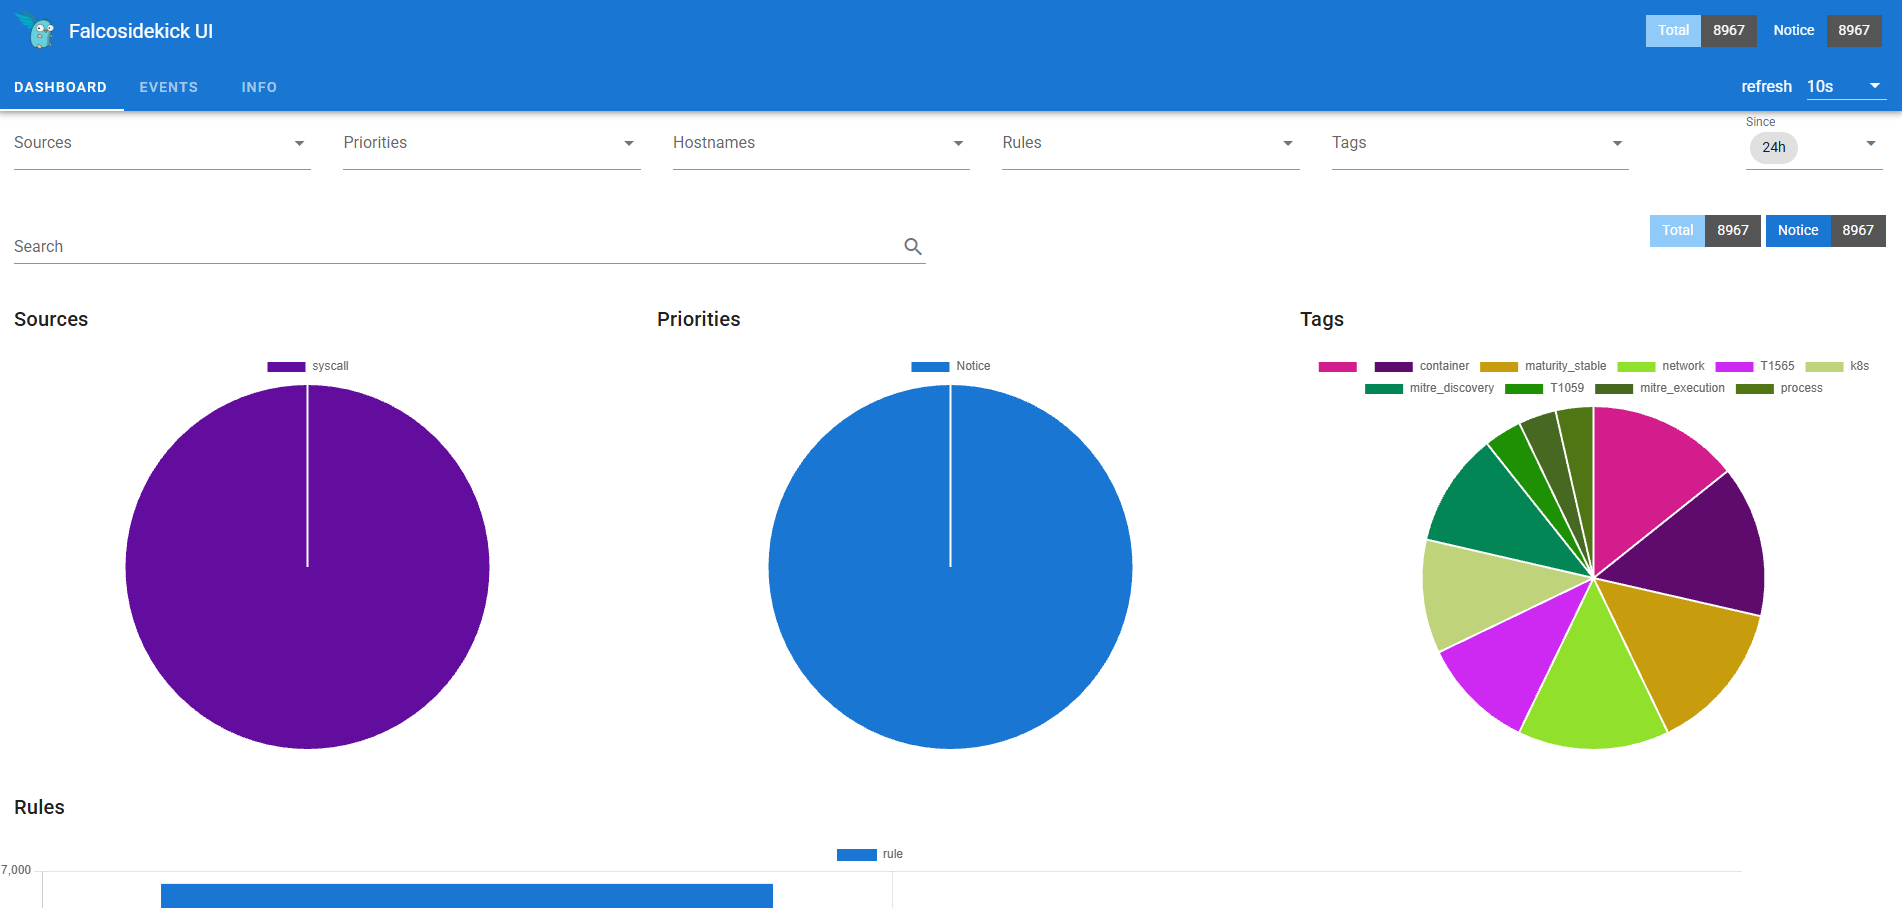 Falcosidekick UI
Total 8967 Notice 8967
DASHBOARD EVENTS INFO
refresh 10s
Since
Sources Priorities Hostnames Rules Tags 24h
Total 8967 Notice 8967
Search
Sources Priorities Tags
syscall Notice container maturity_stable network T1565 k8s
mitre_discovery T1059 mitre_execution process
Rules
rule
7,000